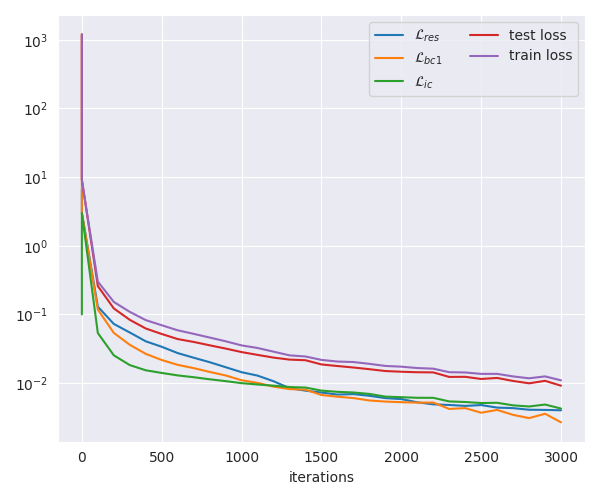 10³
10²
10¹
10⁰
10⁻¹
10⁻²
ℒ_res
ℒ_bc1
ℒ_ic
test loss
train loss
0 500 1000 1500 2000 2500 3000
iterations